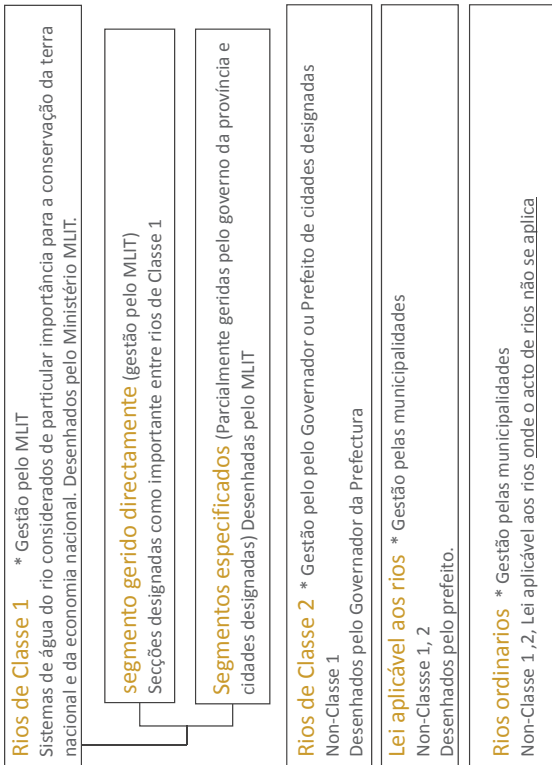 Rios de Classe 1 * Gestão pelo MLIT
Sistemas de água do rio considerados de particular importância para a conservação da terra
nacional e da economia nacional. Desenhados pelo Ministério MLIT.
segmento gerido directamente (gestão pelo MLIT)
Secções designadas como importante entre rios de Classe 1
Segmentos especificados (Parcialmente geridas pelo governo da província e
cidades designadas) Desenhadas pelo MLIT
Rios de Classe 2 * Gestão pelo pelo Governador ou Prefeito de cidades designadas
Non-Classe 1
Desenhados pelo Governador da Prefectura
Lei aplicável aos rios * Gestão pelas municipalidades
Non-Classse 1, 2
Desenhados pelo prefeito.
Rios ordinarios * Gestão pelas municipalidades
Non-Classe 1 ,2, Lei aplicável aos rios onde o acto de rios não se aplica